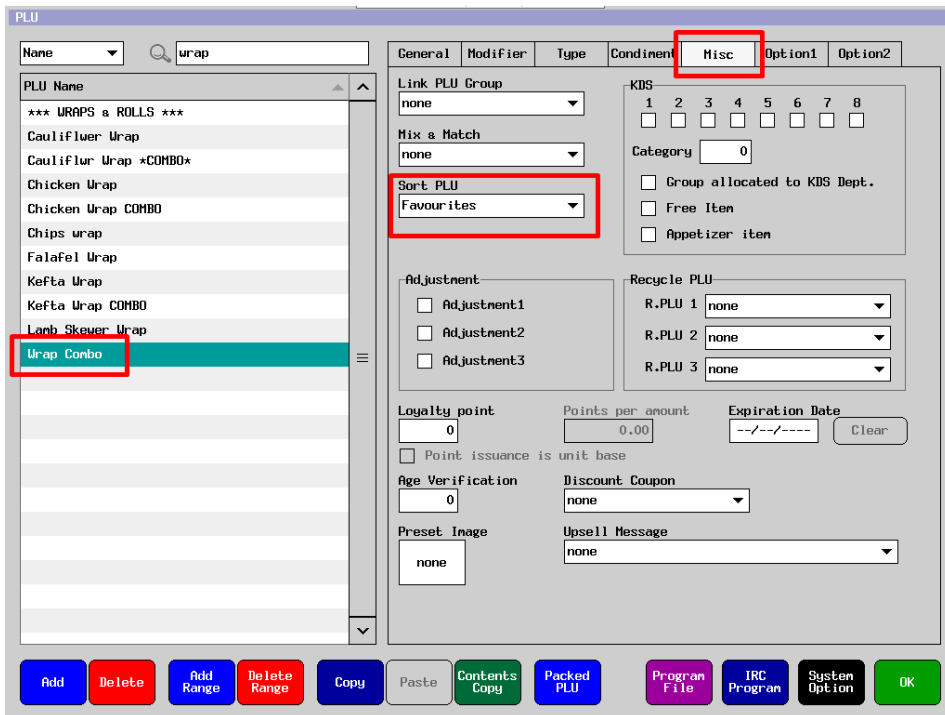 PLU
Name
wrap
PLU Name
*** WRAPS & ROLLS ***
Cauliflwer Wrap
Cauliflwr Wrap *COMBO*
Chicken Wrap
Chicken Wrap COMBO
Chips wrap
Falafel Wrap
Kefta Wrap
Kefta Wrap COMBO
Lamb Skewer Wrap
Wrap Combo
General Modifier Type Condiment Misc Option1 Option2
Link PLU Group
none
Mix & Match
none
Sort PLU
Favourites
KDS
1 2 3 4 5 6 7 8
Category 0
Group allocated to KDS Dept.
Free Item
Appetizer item
Adjustment
Adjustment1
Adjustment2
Adjustment3
Recycle PLU
R.PLU 1 none
R.PLU 2 none
R.PLU 3 none
Loyalty point Points per amount Expiration Date
0 0.00 --/--/---- Clear
Point issuance is unit base
Age Verification Discount Coupon
0 none
Preset Image Upsell Message
none none
Add Delete Add Range Delete Range Copy Paste Contents Copy Packed PLU Program File IRC Program System Option OK